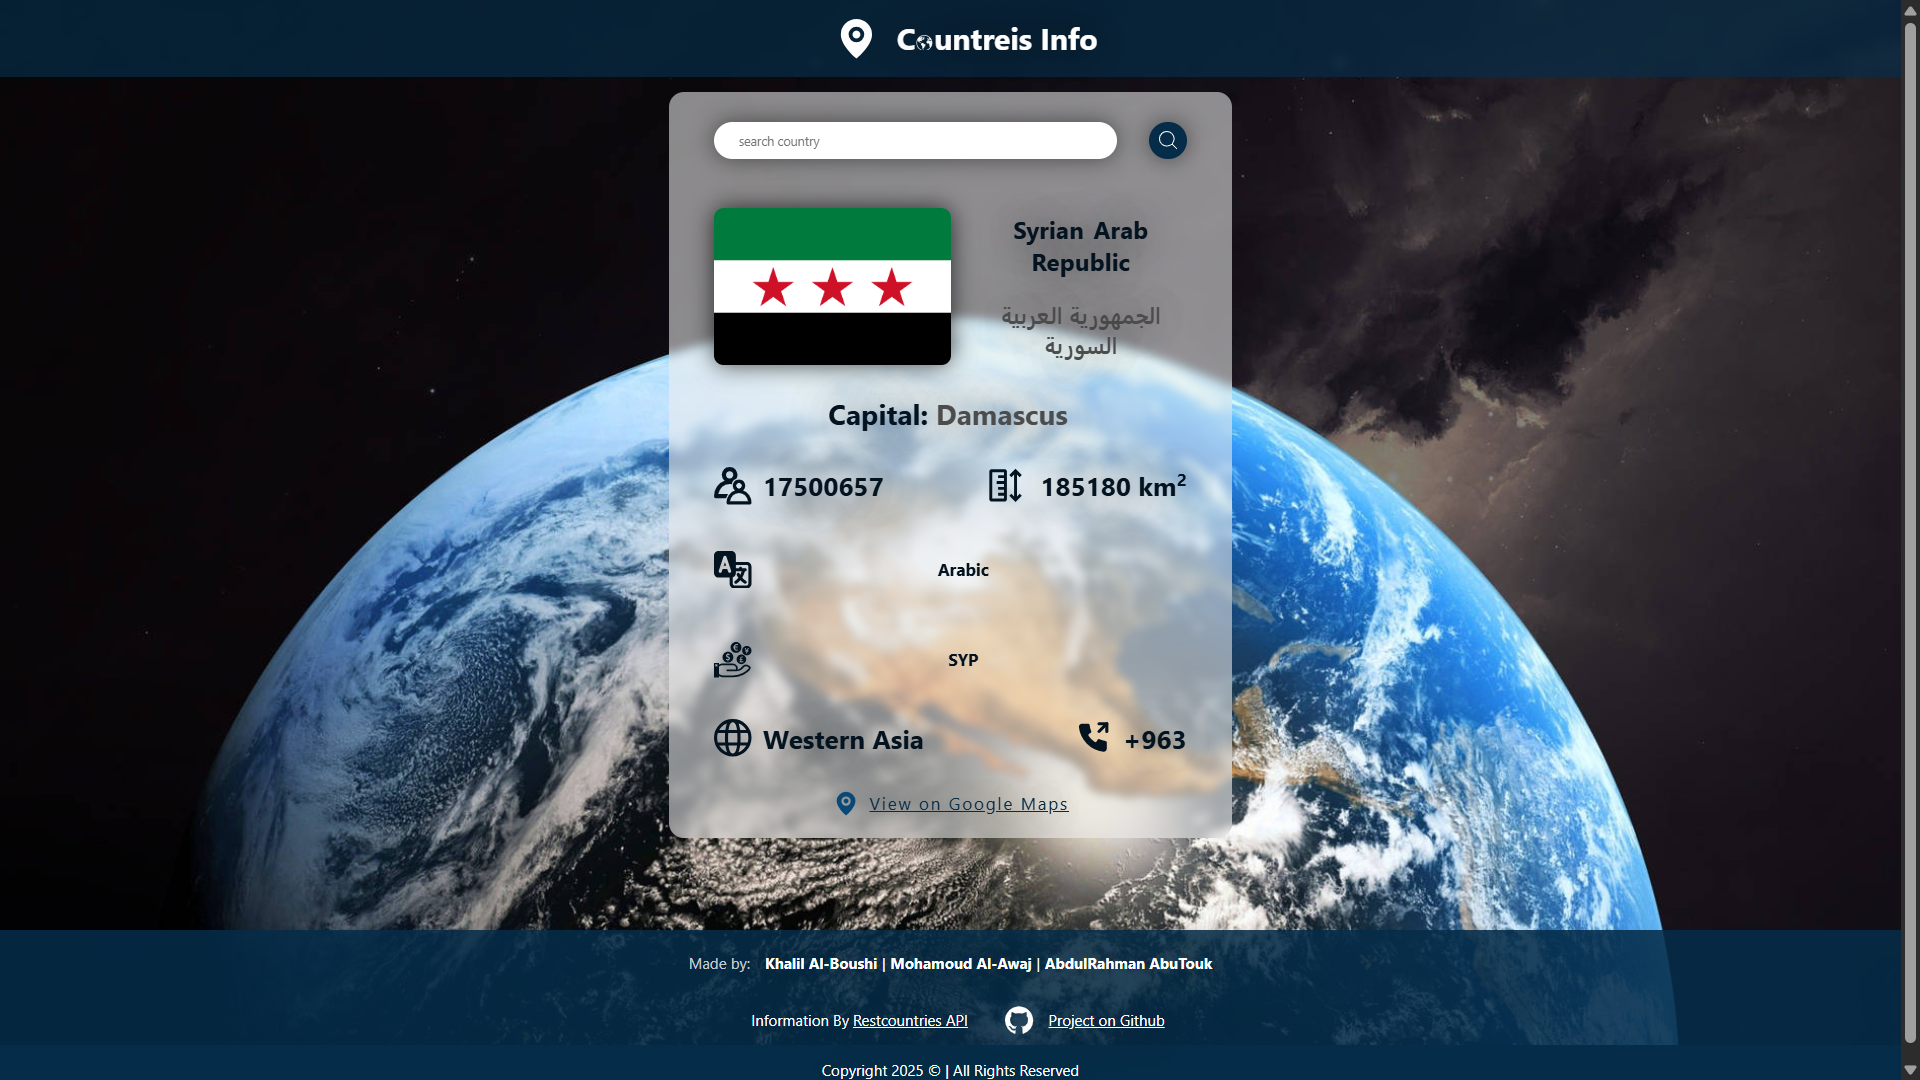 Countreis Info
search country
Syrian Arab
Republic
الجمهورية العربية
السورية
Capital: Damascus
17500657
185180 km²
Arabic
SYP
Western Asia
+963
View on Google Maps
Made by: Khalil Al-Boushi | Mohamoud Al-Awaj | AbdulRahman AbuTouk
Information By Restcountries API
Project on Github
Copyright 2025 © | All Rights Reserved